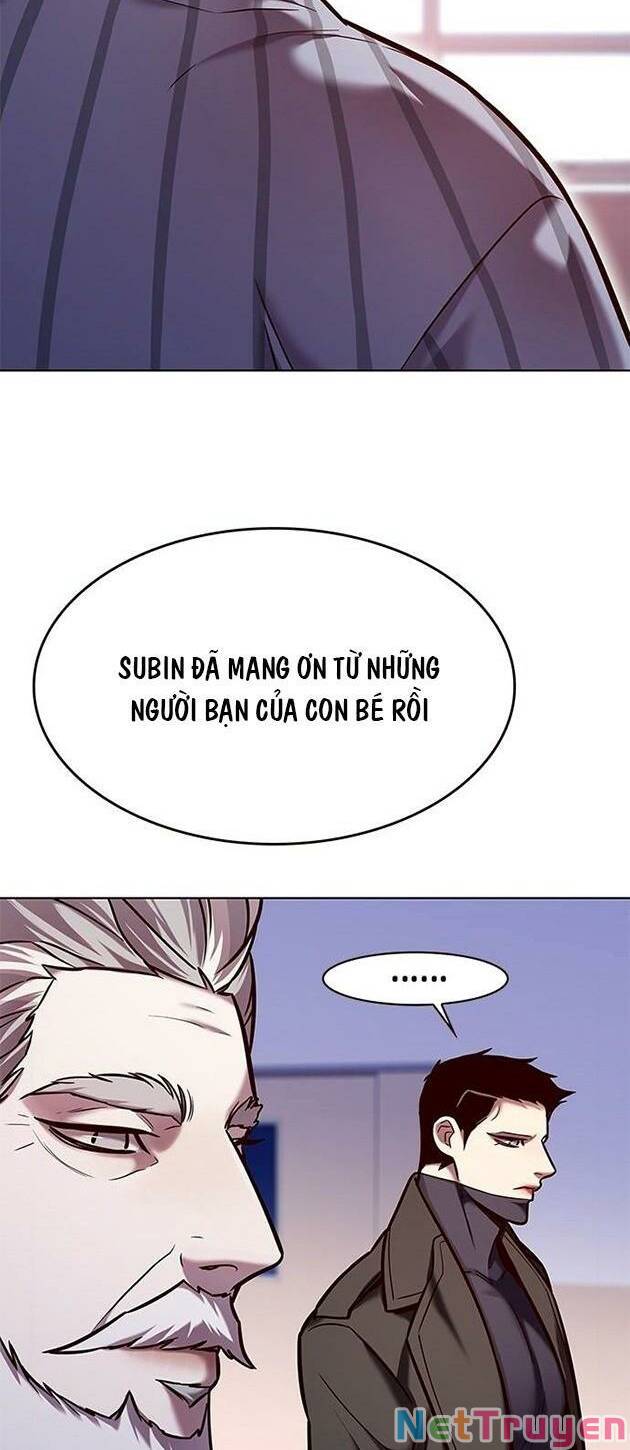 SUBIN ĐÃ MANG ƠN TỪ NHỮNG
NGƯỜI BẠN CỦA CON BÉ RỒI
......
NETTRUYEN